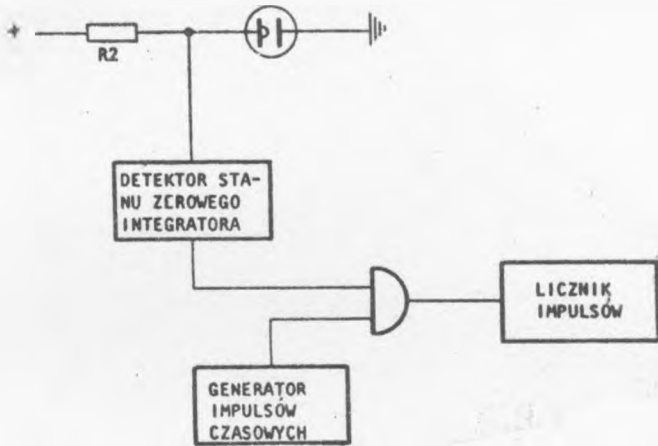 +
R2
DETEKTOR STA-
NU ZEROWEGO
INTEGRATORA
LICZNIK
IMPULSÓW
GENERATOR
IMPULSÓW
CZASOWYCH